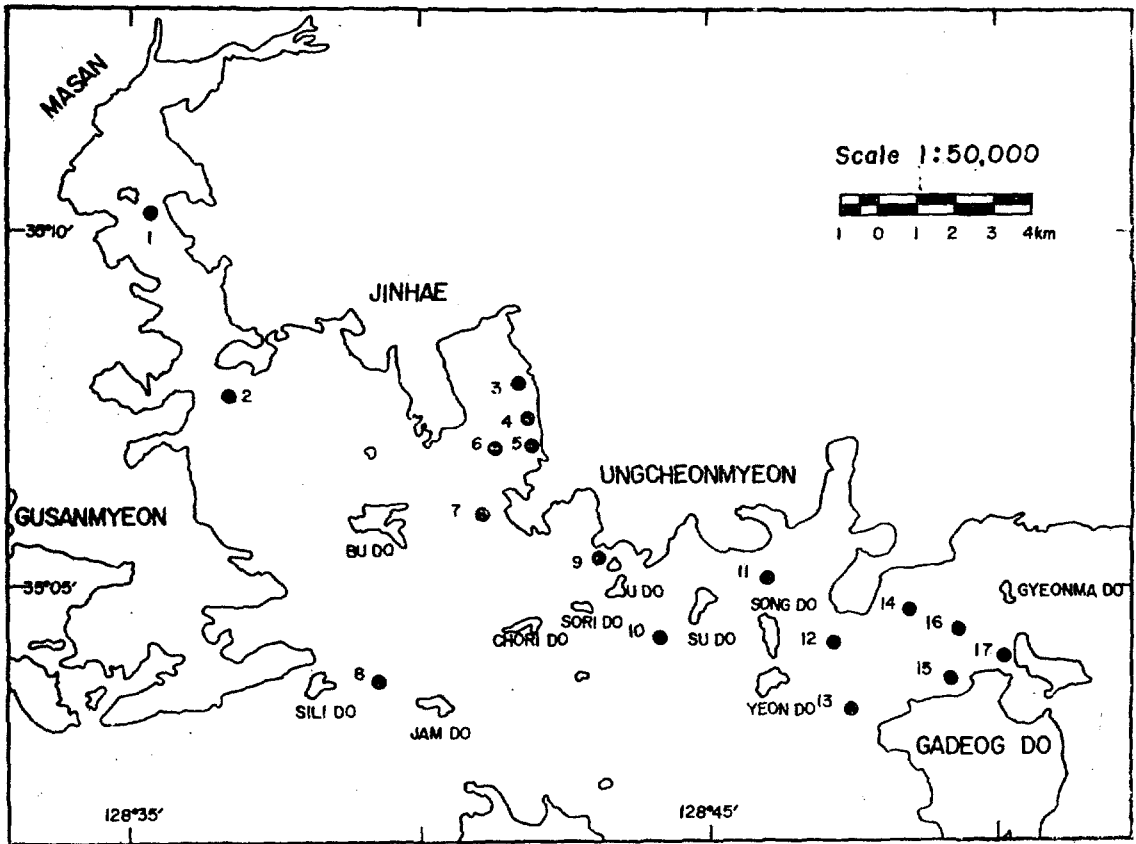 MASAN
Scale 1:50,000
1 0 1 2 3 4km
35°10'
1
JINHAE
2
3
4
6
5
UNGCHEONMYEON
7
GUSANMYEON
BU DO
9
35°05'
11
U DO
SONG DO
14
GYEONMA DO
SORI DO
CHORI DO
10
SU DO
12
16
17
8
15
SILI DO
JAM DO
YEON DO
13
GADEOG DO
128°35'
128°45'